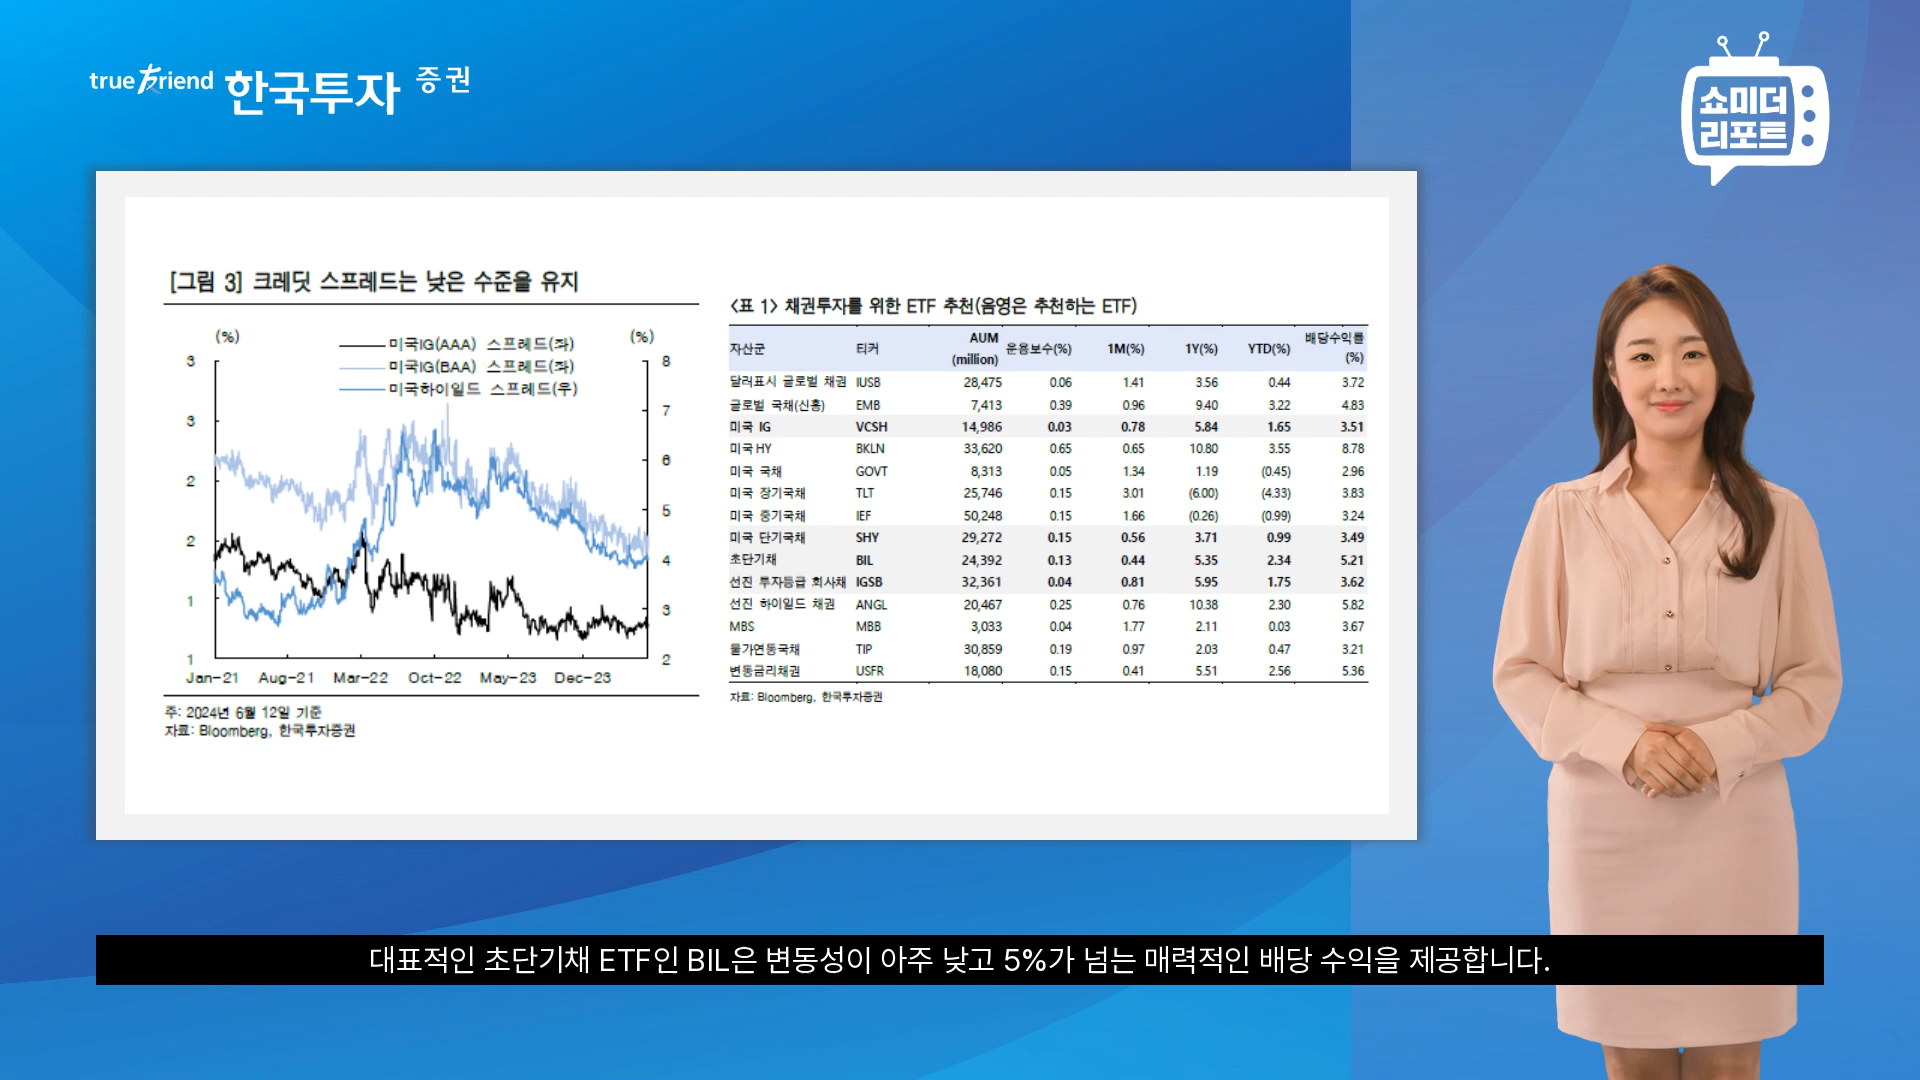 true友riend 한국투자 증권
쇼미더
리포트
[그림 3] 크레딧 스프레드는 낮은 수준을 유지
(%)
(%)
미국IG(AAA) 스프레드(좌)
미국IG(BAA) 스프레드(좌)
미국하이일드 스프레드(우)
3
3
2
2
1
1
8
7
6
5
4
3
2
Jan-21 Aug-21 Mar-22 Oct-22 May-23 Dec-23
주: 2024년 6월 12일 기준
자료: Bloomberg, 한국투자증권
<표 1> 채권투자를 위한 ETF 추천(음영은 추천하는 ETF)
자산군 티커 AUM (million) 운용보수(%) 1M(%) 1Y(%) YTD(%) 배당수익률 (%)
달러표시 글로벌 채권 IUSB 28,475 0.06 1.41 3.56 0.44 3.72
글로벌 국채(신흥) EMB 7,413 0.39 0.96 9.40 3.22 4.83
미국 IG VCSH 14,986 0.03 0.78 5.84 1.65 3.51
미국 HY BKLN 33,620 0.65 0.65 10.80 3.55 8.78
미국 국채 GOVT 8,313 0.05 1.34 1.19 (0.45) 2.96
미국 장기국채 TLT 25,746 0.15 3.01 (6.00) (4.33) 3.83
미국 중기국채 IEF 50,248 0.15 1.66 (0.26) (0.99) 3.24
미국 단기국채 SHY 29,272 0.15 0.56 3.71 0.99 3.49
초단기채 BIL 24,392 0.13 0.44 5.35 2.34 5.21
선진 투자등급 회사채 IGSB 32,361 0.04 0.81 5.95 1.75 3.62
선진 하이일드 채권 ANGL 20,467 0.25 0.76 10.38 2.30 5.82
MBS MBB 3,033 0.04 1.77 2.11 0.03 3.67
물가연동국채 TIP 30,859 0.19 0.97 2.03 0.47 3.21
변동금리채권 USFR 18,080 0.15 0.41 5.51 2.56 5.36
자료: Bloomberg, 한국투자증권
대표적인 초단기채 ETF인 BIL은 변동성이 아주 낮고 5%가 넘는 매력적인 배당 수익을 제공합니다.